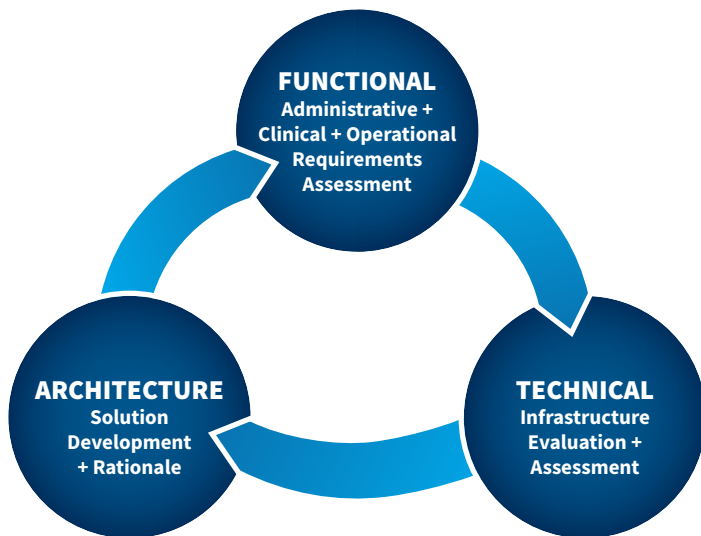 FUNCTIONAL
Administrative +
Clinical + Operational
Requirements
Assessment
ARCHITECTURE
Solution
Development
+ Rationale
TECHNICAL
Infrastructure
Evaluation +
Assessment